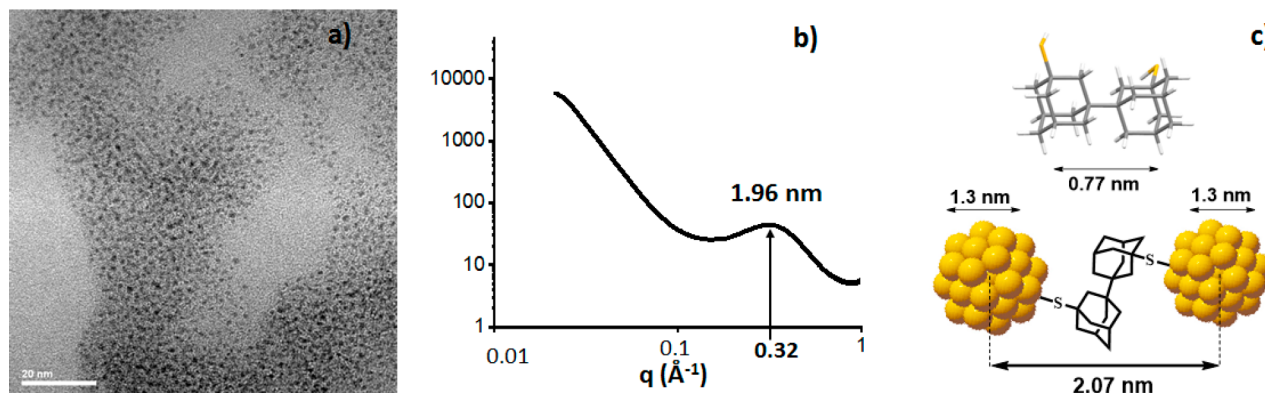 a)
20 nm
b)
10000
1000
100
10
1
1.96 nm
0.01
0.1
0.32
1
q (Å⁻¹)
c)
0.77 nm
1.3 nm
1.3 nm
S
S
2.07 nm